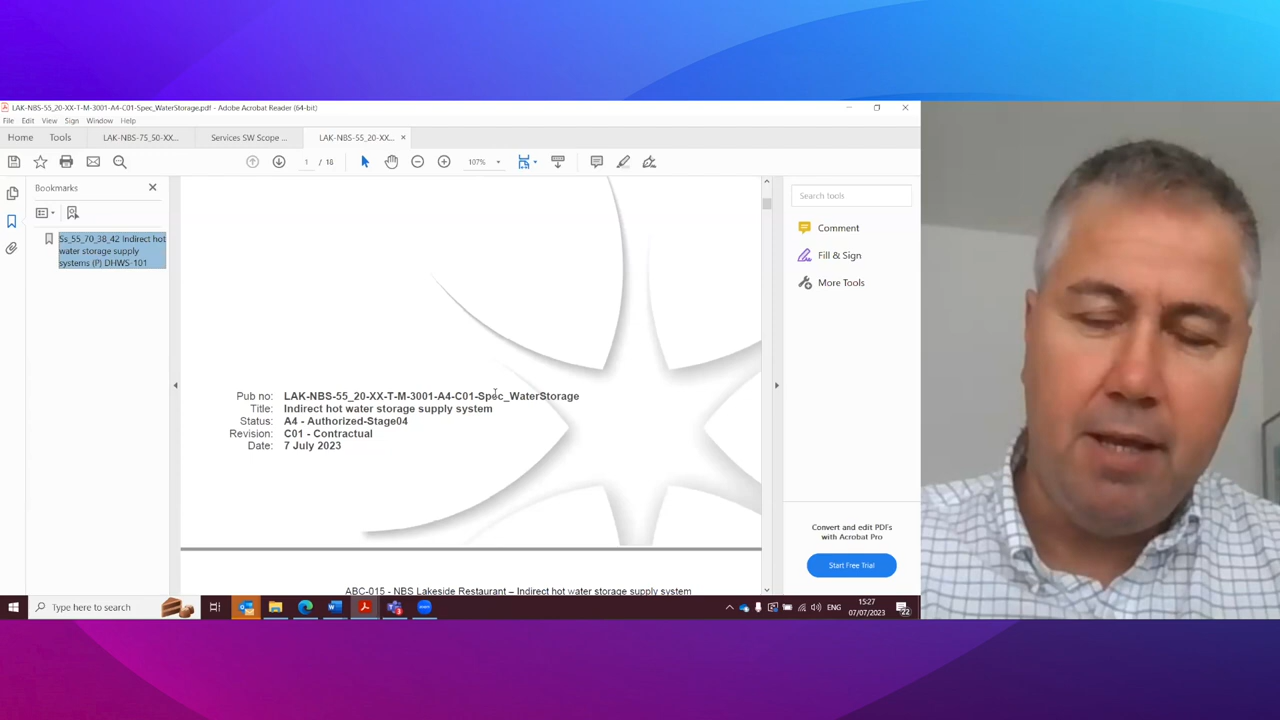 LAK-NBS-55_20-XX-T-M-3001-A4-C01-Spec_WaterStorage.pdf - Adobe Acrobat Reader (64-bit)
File Edit View Sign Window Help
Home Tools LAK-NBS-75_50-XX... Services SW Scope ... LAK-NBS-55_20-XX... ×
1 / 18 107%
Bookmarks
Ss_55_70_38_42 Indirect hot
water storage supply
systems (P) DHWS-101
Pub no: LAK-NBS-55_20-XX-T-M-3001-A4-C01-Spec_WaterStorage
Title: Indirect hot water storage supply system
Status: A4 - Authorized-Stage04
Revision: C01 - Contractual
Date: 7 July 2023
ABC-015 - NBS Lakeside Restaurant – Indirect hot water storage supply system
Search tools
Comment
Fill & Sign
More Tools
Convert and edit PDFs
with Acrobat Pro
Start Free Trial
Type here to search
ENG
15:27
07/07/2023
22